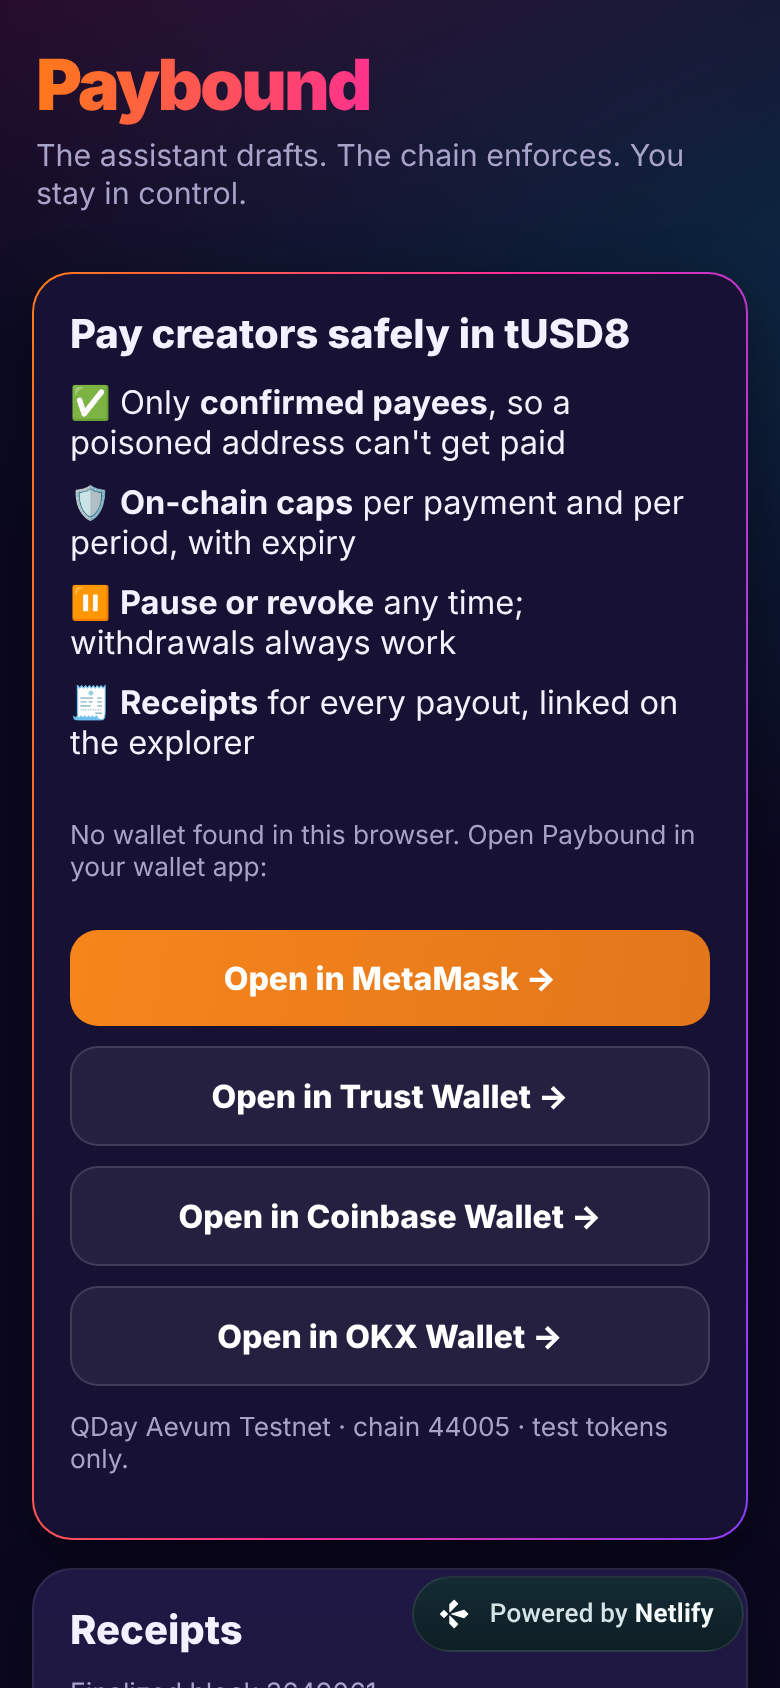 Paybound
The assistant drafts. The chain enforces. You
stay in control.
Pay creators safely in tUSD8
✅ Only confirmed payees, so a
poisoned address can't get paid
🛡️ On-chain caps per payment and per
period, with expiry
⏸️ Pause or revoke any time;
withdrawals always work
🧾 Receipts for every payout, linked on
the explorer
No wallet found in this browser. Open Paybound in
your wallet app:
Open in MetaMask →
Open in Trust Wallet →
Open in Coinbase Wallet →
Open in OKX Wallet →
QDay Aevum Testnet · chain 44005 · test tokens
only.
Receipts
Powered by Netlify
Finalized block